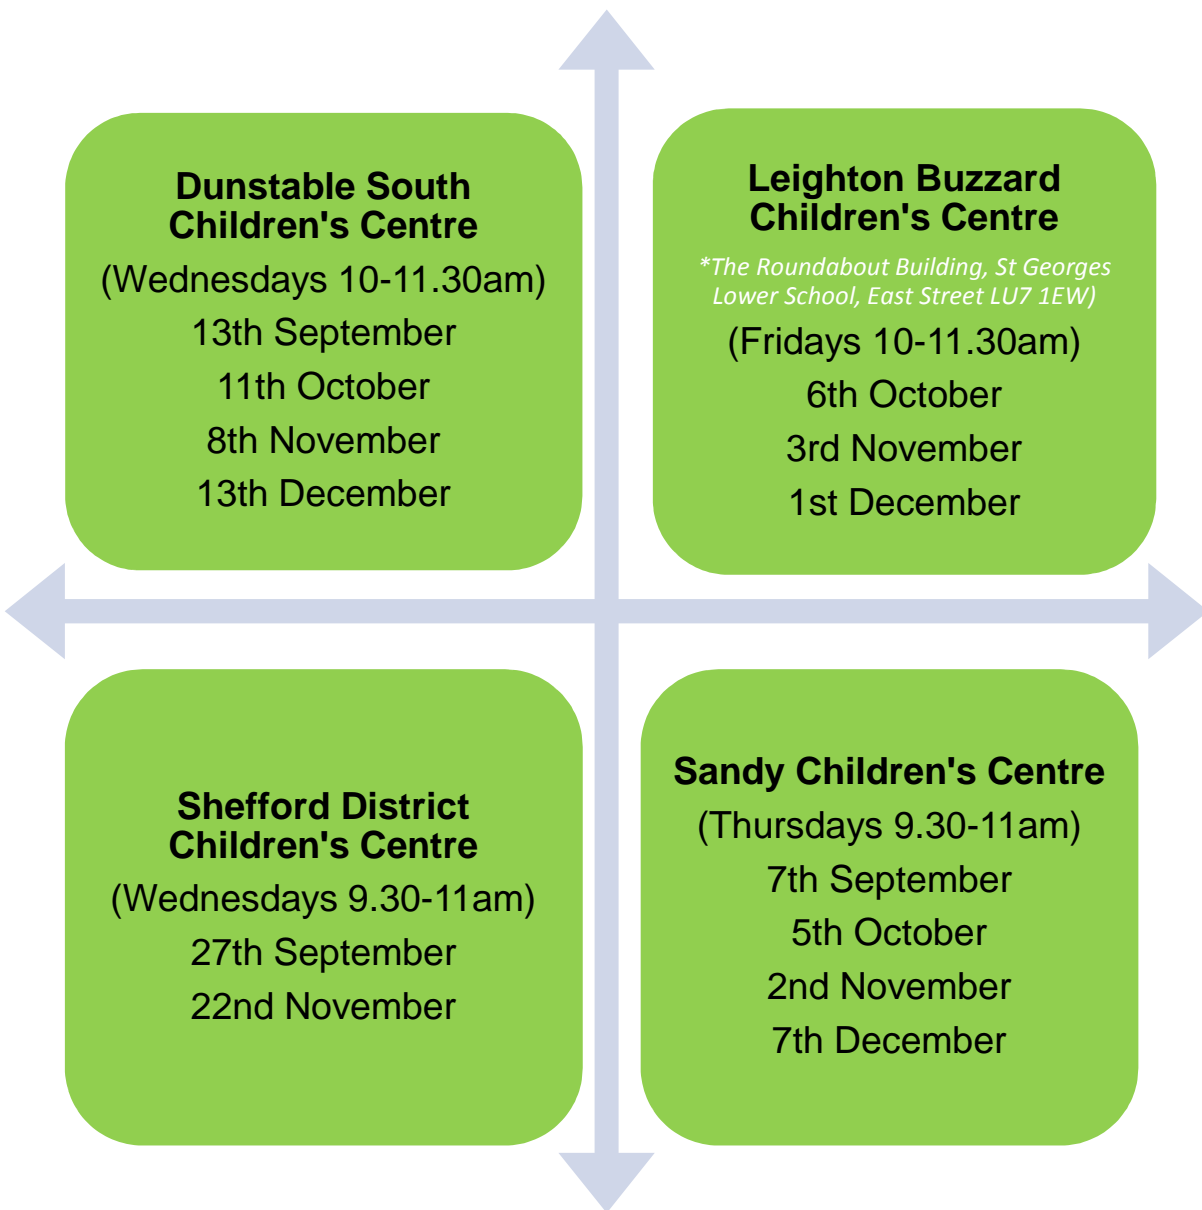 Dunstable South
Children's Centre
(Wednesdays 10-11.30am)
13th September
11th October
8th November
13th December
Leighton Buzzard
Children's Centre
*The Roundabout Building, St Georges
Lower School, East Street LU7 1EW)
(Fridays 10-11.30am)
6th October
3rd November
1st December
Shefford District
Children's Centre
(Wednesdays 9.30-11am)
27th September
22nd November
Sandy Children's Centre
(Thursdays 9.30-11am)
7th September
5th October
2nd November
7th December